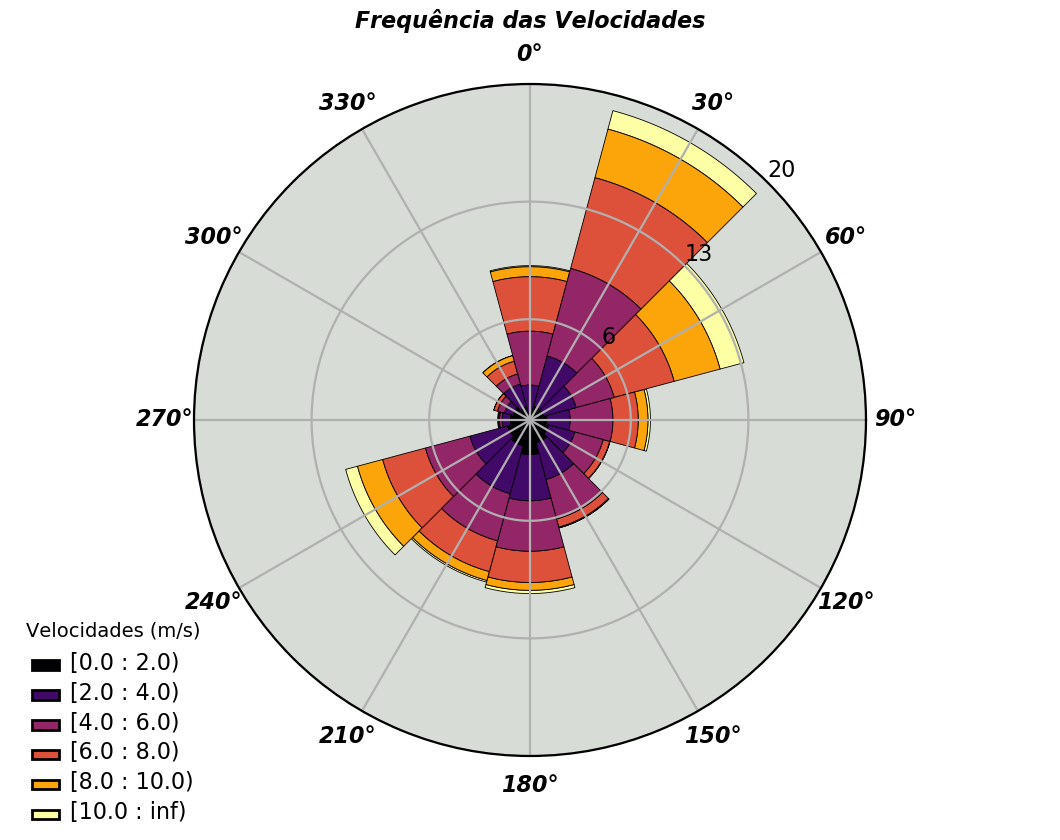 Frequência das Velocidades
0°
330°
30°
20
300°
60°
13
6
270°
90°
240°
120°
Velocidades (m/s)
[0.0 : 2.0)
[2.0 : 4.0)
[4.0 : 6.0)
[6.0 : 8.0)
[8.0 : 10.0)
[10.0 : inf)
210°
150°
180°